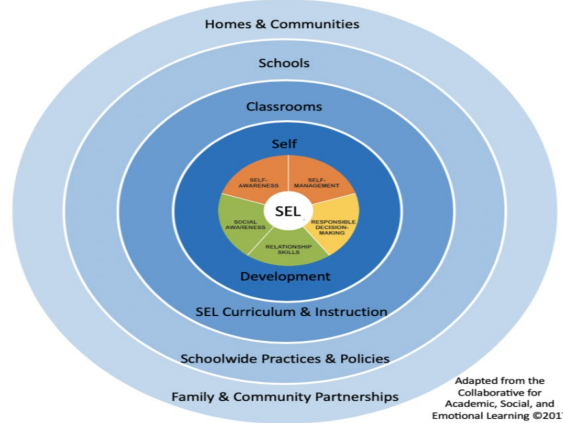 Homes & Communities
Schools
Classrooms
Self
SELF-
AWARENESS
SELF-
MANAGEMENT
SEL
SOCIAL
AWARENESS
RESPONSIBLE
DECISION-
MAKING
RELATIONSHIP
SKILLS
Development
SEL Curriculum & Instruction
Schoolwide Practices & Policies
Family & Community Partnerships
Adapted from the
Collaborative for
Academic, Social, and
Emotional Learning ©2017